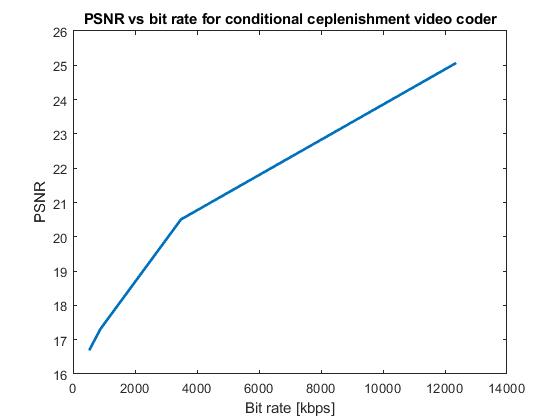 PSNR vs bit rate for conditional ceplenishment video coder
26
25
24
23
22
21
20
19
18
17
16
PSNR
0 2000 4000 6000 8000 10000 12000 14000
Bit rate [kbps]